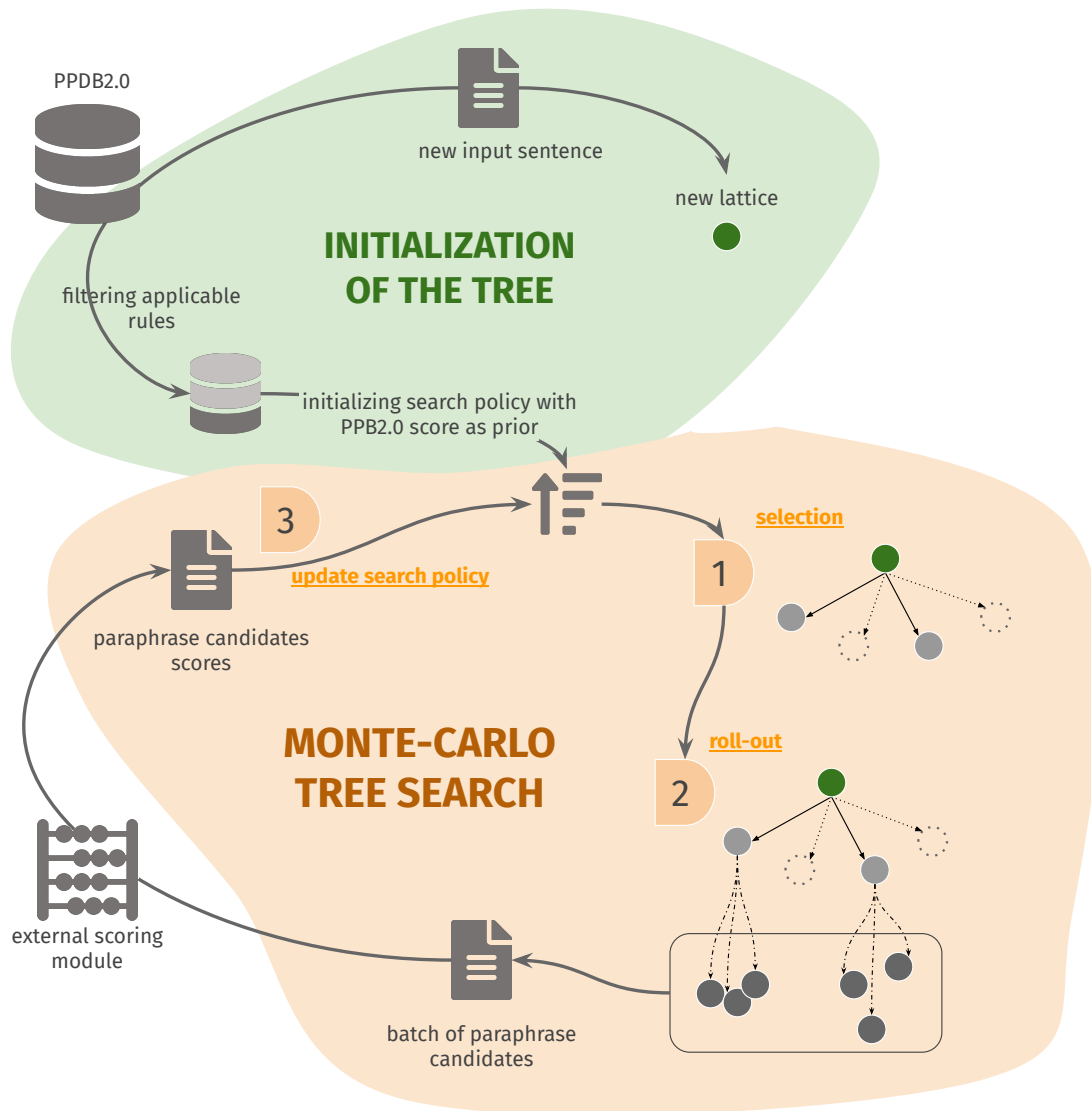 PPDB2.0
new input sentence
new lattice
INITIALIZATION
OF THE TREE
filtering applicable
rules
initializing search policy with
PPB2.0 score as prior
3
selection
1
update search policy
paraphrase candidates
scores
MONTE-CARLO
TREE SEARCH
roll-out
2
external scoring
module
batch of paraphrase
candidates